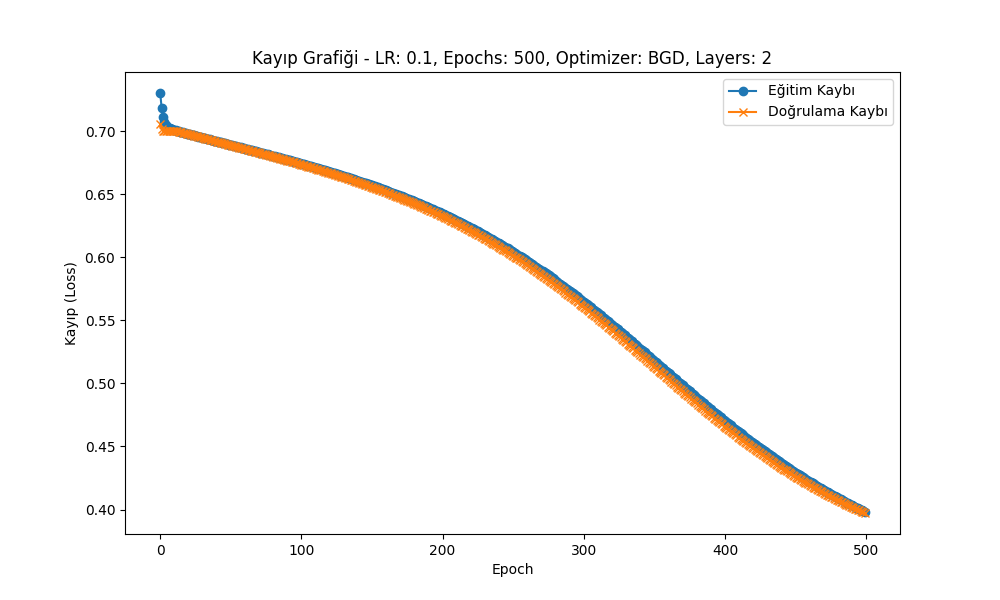 Kayıp Grafiği - LR: 0.1, Epochs: 500, Optimizer: BGD, Layers: 2
Eğitim Kaybı
Doğrulama Kaybı
Kayıp (Loss)
0.70
0.65
0.60
0.55
0.50
0.45
0.40
0 100 200 300 400 500
Epoch